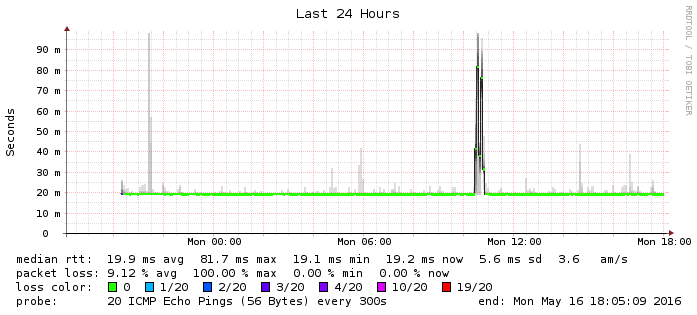 Last 24 Hours
RRDTOOL / TOBI OETIKER
Seconds
90 m
80 m
70 m
60 m
50 m
40 m
30 m
20 m
10 m
0
Mon 00:00 Mon 06:00 Mon 12:00 Mon 18:00
median rtt: 19.9 ms avg 81.7 ms max 19.1 ms min 19.2 ms now 5.6 ms sd 3.6 am/s
packet loss: 9.12 % avg 100.00 % max 0.00 % min 0.00 % now
loss color: 0 1/20 2/20 3/20 4/20 10/20 19/20
probe: 20 ICMP Echo Pings (56 Bytes) every 300s end: Mon May 16 18:05:09 2016